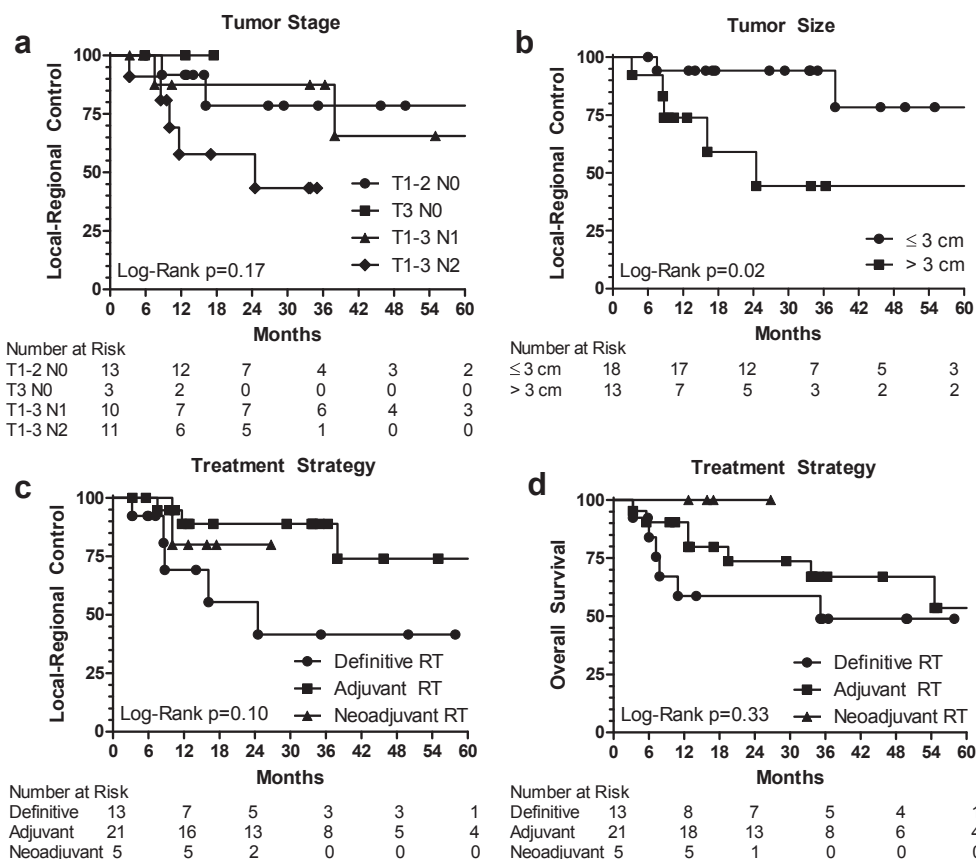 a
Tumor Stage
Local-Regional Control
100
75
50
25
0
T1-2 N0
T3 N0
T1-3 N1
T1-3 N2
Log-Rank p=0.17
0 6 12 18 24 30 36 42 48 54 60
Months
Number at Risk
T1-2 N0 13 12 7 4 3 2
T3 N0 3 2 0 0 0 0
T1-3 N1 10 7 7 6 4 3
T1-3 N2 11 6 5 1 0 0
b
Tumor Size
Local-Regional Control
100
75
50
25
0
≤ 3 cm
> 3 cm
Log-Rank p=0.02
0 6 12 18 24 30 36 42 48 54 60
Months
Number at Risk
≤ 3 cm 18 17 12 7 5 3
> 3 cm 13 7 5 3 2 2
c
Treatment Strategy
Local-Regional Control
100
75
50
25
0
Definitive RT
Adjuvant RT
Neoadjuvant RT
Log-Rank p=0.10
0 6 12 18 24 30 36 42 48 54 60
Months
Number at Risk
Definitive 13 7 5 3 3 1
Adjuvant 21 16 13 8 5 4
Neoadjuvant 5 5 2 0 0 0
d
Treatment Strategy
Overall Survival
100
75
50
25
0
Definitive RT
Adjuvant RT
Neoadjuvant RT
Log-Rank p=0.33
0 6 12 18 24 30 36 42 48 54 60
Months
Number at Risk
Definitive 13 8 7 5 4
Adjuvant 21 18 13 8 6
Neoadjuvant 5 5 1 0 0